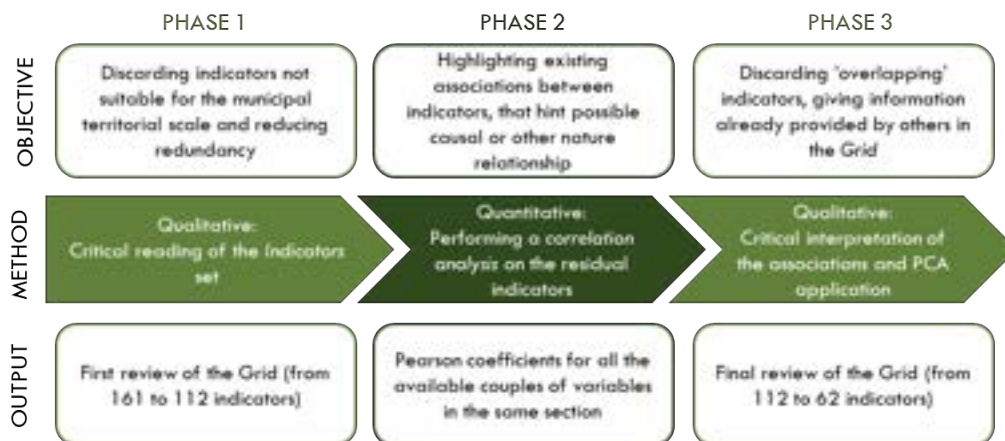 PHASE 1
PHASE 2
PHASE 3
OBJECTIVE
Discarding indicators not
suitable for the municipal
territorial scale and reducing
redundancy
Highlighting existing
associations between
indicators, that hint possible
causal or other nature
relationship
Discarding 'overlapping'
indicators, giving information
already provided by others in
the Grid
METHOD
Qualitative:
Critical reading of the Indicators
set
Quantitative:
Performing a correlation
analysis on the residual
indicators
Qualitative:
Critical interpretation of
the associations and PCA
application
OUTPUT
First review of the Grid (from
161 to 112 indicators)
Pearson coefficients for all the
available couples of variables
in the same section
Final review of the Grid (from
112 to 62 indicators)